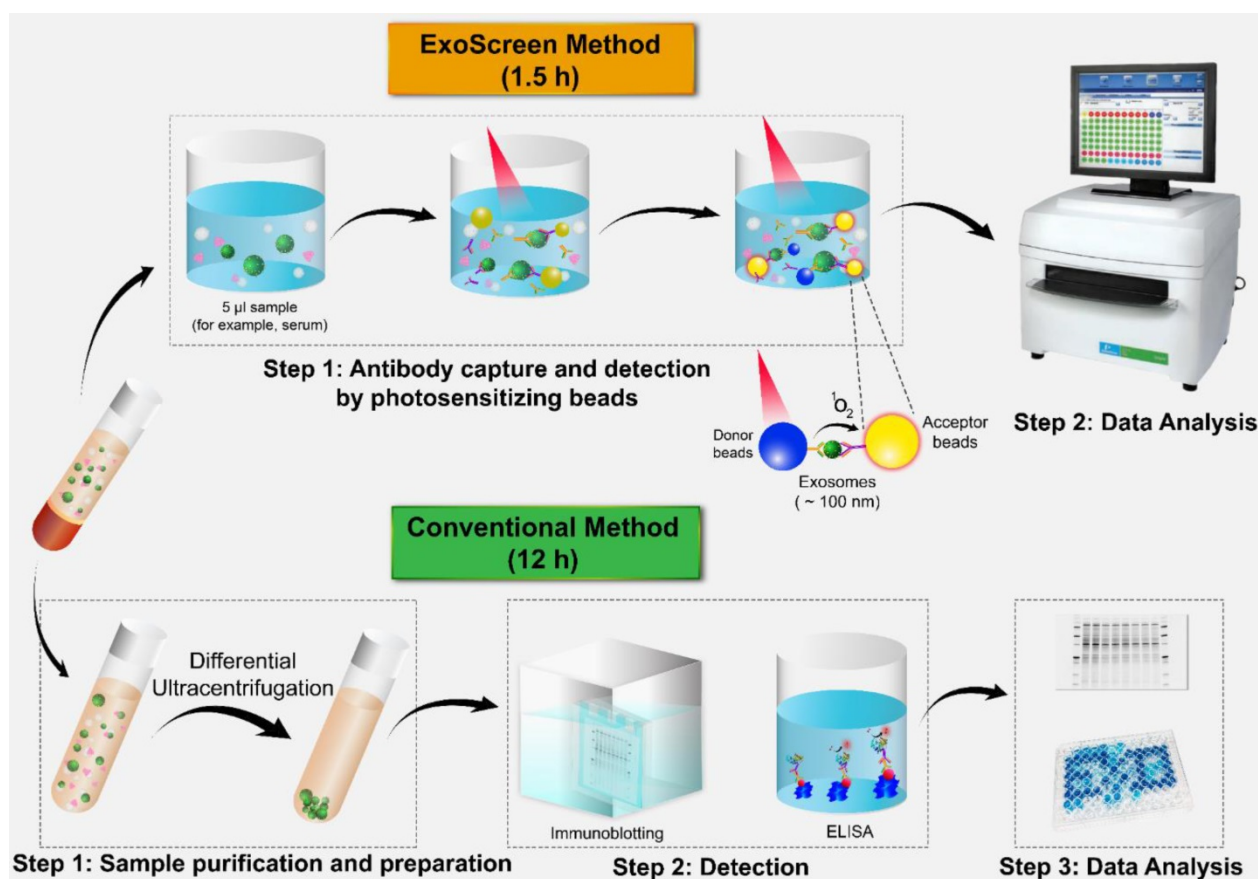 ExoScreen Method
(1.5 h)
5 µl sample
(for example, serum)
Step 1: Antibody capture and detection
by photosensitizing beads
¹O₂
Donor
beads
Acceptor
beads
Exosomes
( ~ 100 nm)
Step 2: Data Analysis
Conventional Method
(12 h)
Differential
Ultracentrifugation
Immunoblotting
ELISA
Step 1: Sample purification and preparation
Step 2: Detection
Step 3: Data Analysis